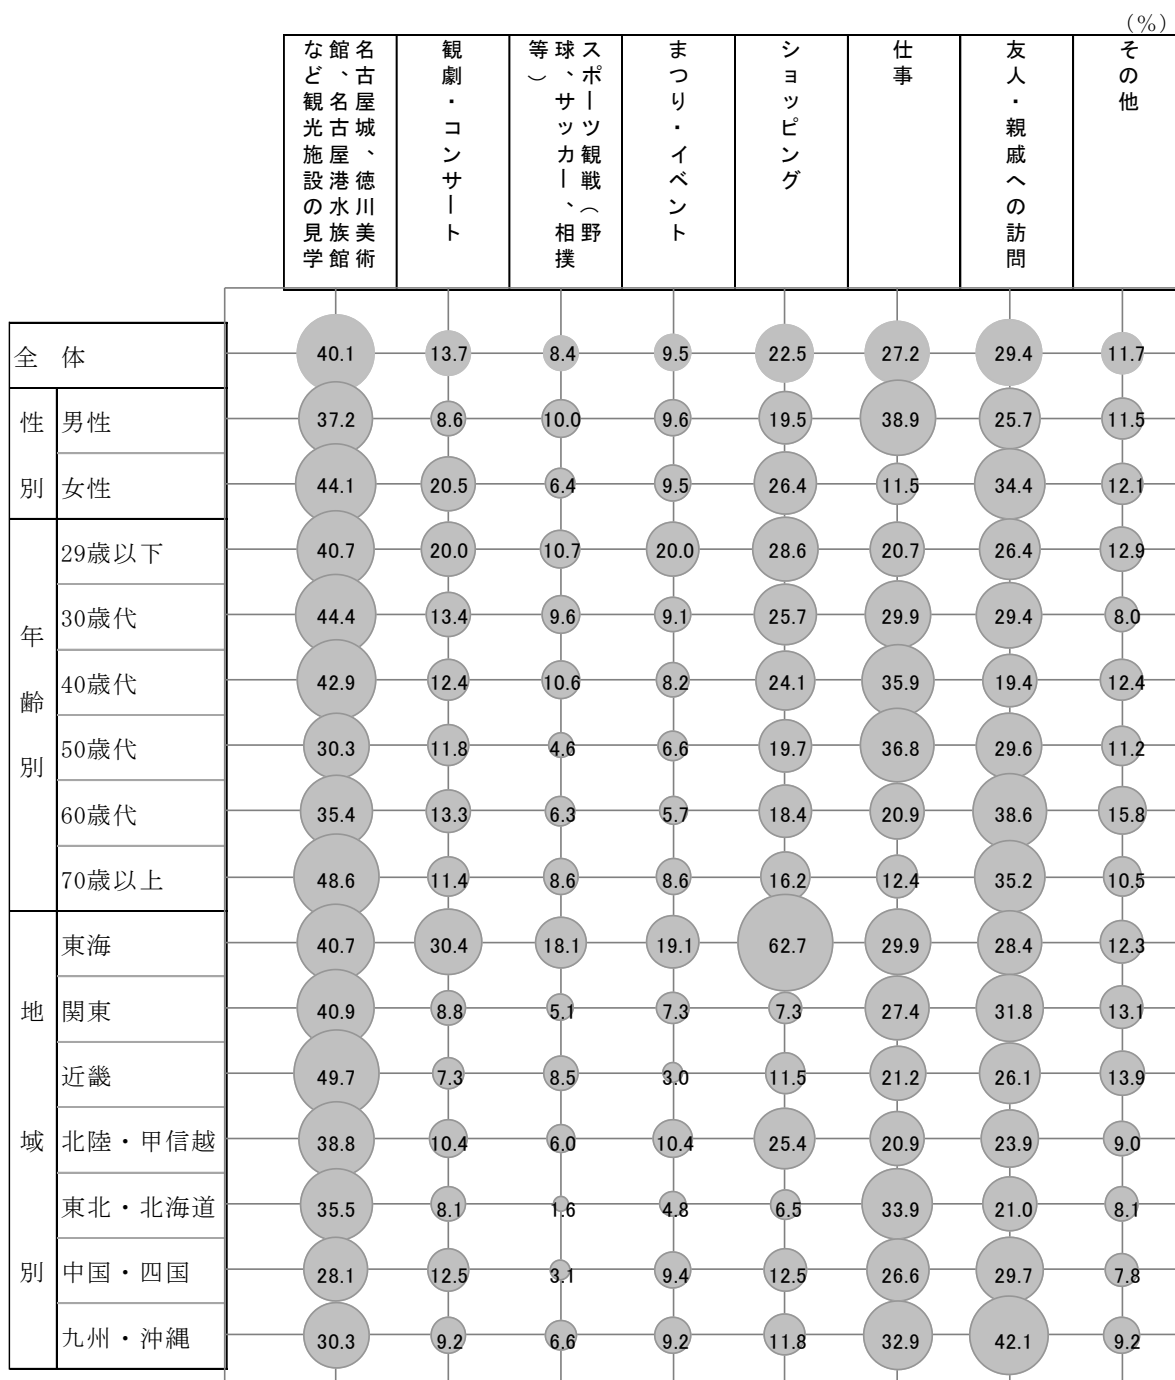 (%)
名古屋城、徳川美術
館、名古屋港水族館
など観光施設の見学
観劇・コンサート
スポーツ観戦（野
球、サッカー、相撲
等）
まつり・イベント
ショッピング
仕事
友人・親戚への訪問
その他
全 体 40.1 13.7 8.4 9.5 22.5 27.2 29.4 11.7
性別
男性 37.2 8.6 10.0 9.6 19.5 38.9 25.7 11.5
女性 44.1 20.5 6.4 9.5 26.4 11.5 34.4 12.1
年齢別
29歳以下 40.7 20.0 10.7 20.0 28.6 20.7 26.4 12.9
30歳代 44.4 13.4 9.6 9.1 25.7 29.9 29.4 8.0
40歳代 42.9 12.4 10.6 8.2 24.1 35.9 19.4 12.4
50歳代 30.3 11.8 4.6 6.6 19.7 36.8 29.6 11.2
60歳代 35.4 13.3 6.3 5.7 18.4 20.9 38.6 15.8
70歳以上 48.6 11.4 8.6 8.6 16.2 12.4 35.2 10.5
地域別
東海 40.7 30.4 18.1 19.1 62.7 29.9 28.4 12.3
関東 40.9 8.8 5.1 7.3 7.3 27.4 31.8 13.1
近畿 49.7 7.3 8.5 3.0 11.5 21.2 26.1 13.9
北陸・甲信越 38.8 10.4 6.0 10.4 25.4 20.9 23.9 9.0
東北・北海道 35.5 8.1 1.6 4.8 6.5 33.9 21.0 8.1
中国・四国 28.1 12.5 3.1 9.4 12.5 26.6 29.7 7.8
九州・沖縄 30.3 9.2 6.6 9.2 11.8 32.9 42.1 9.2